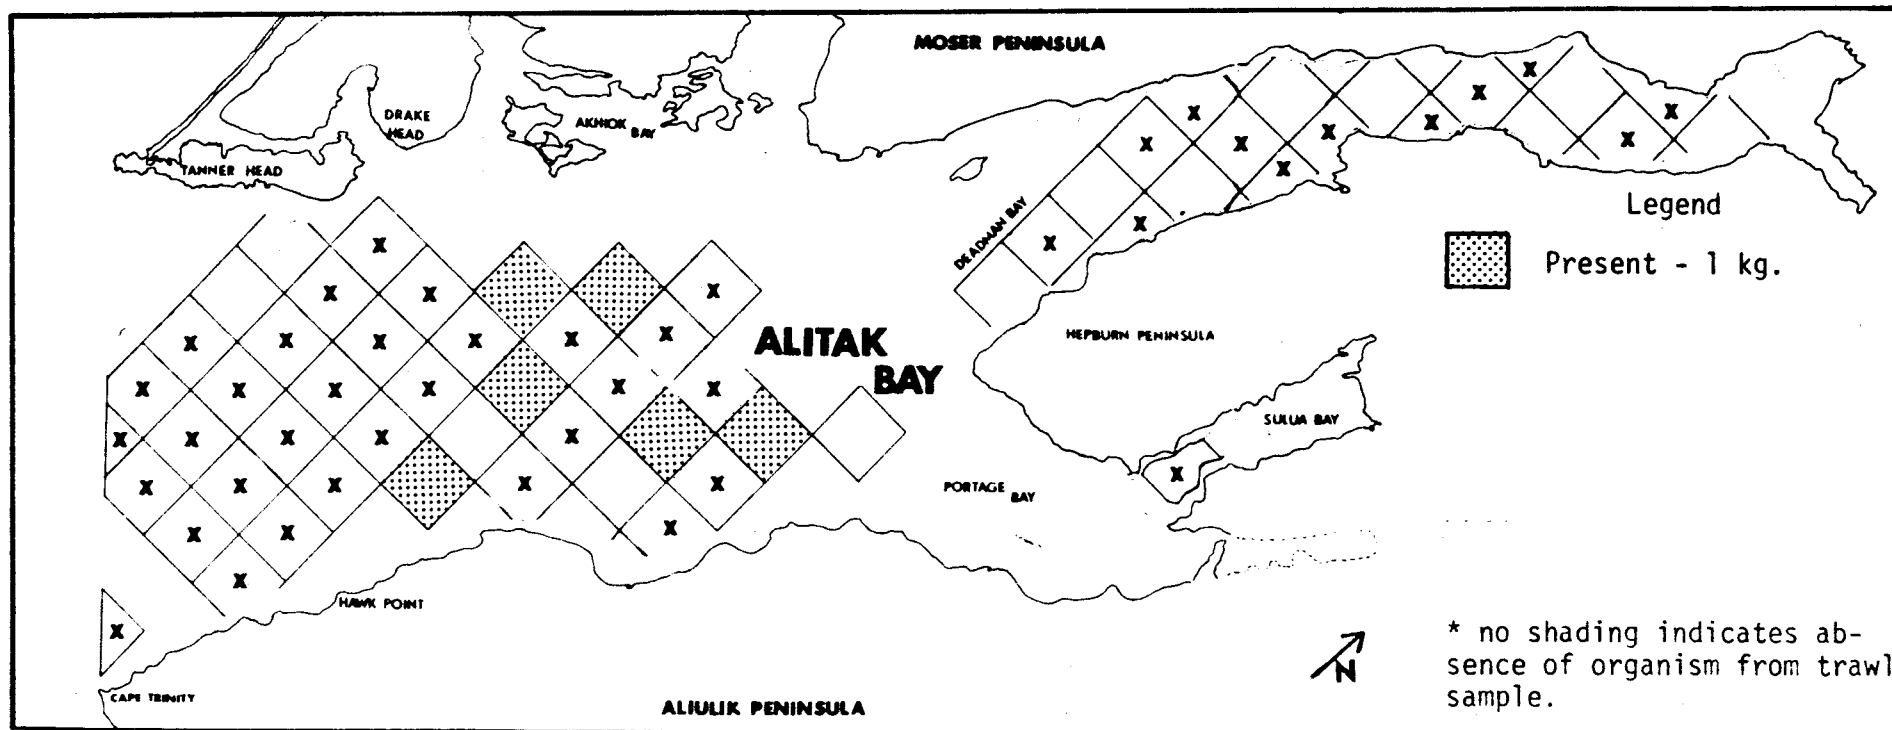 MOSER PENINSULA
DRAKE
HEAD
AKHIOK BAY
TANNER HEAD
DEADMAN BAY
Legend
Present - 1 kg.
ALITAK
BAY
HEPBURN PENINSULA
SULUA BAY
PORTAGE BAY
HAWK POINT
CAPE TRINITY
ALIULIK PENINSULA
N
* no shading indicates ab-
sence of organism from trawl
sample.
X X X X X X X X X X X X X X X X X X X X X X X X X X X X X X X X X X X X X X X X X X X X X